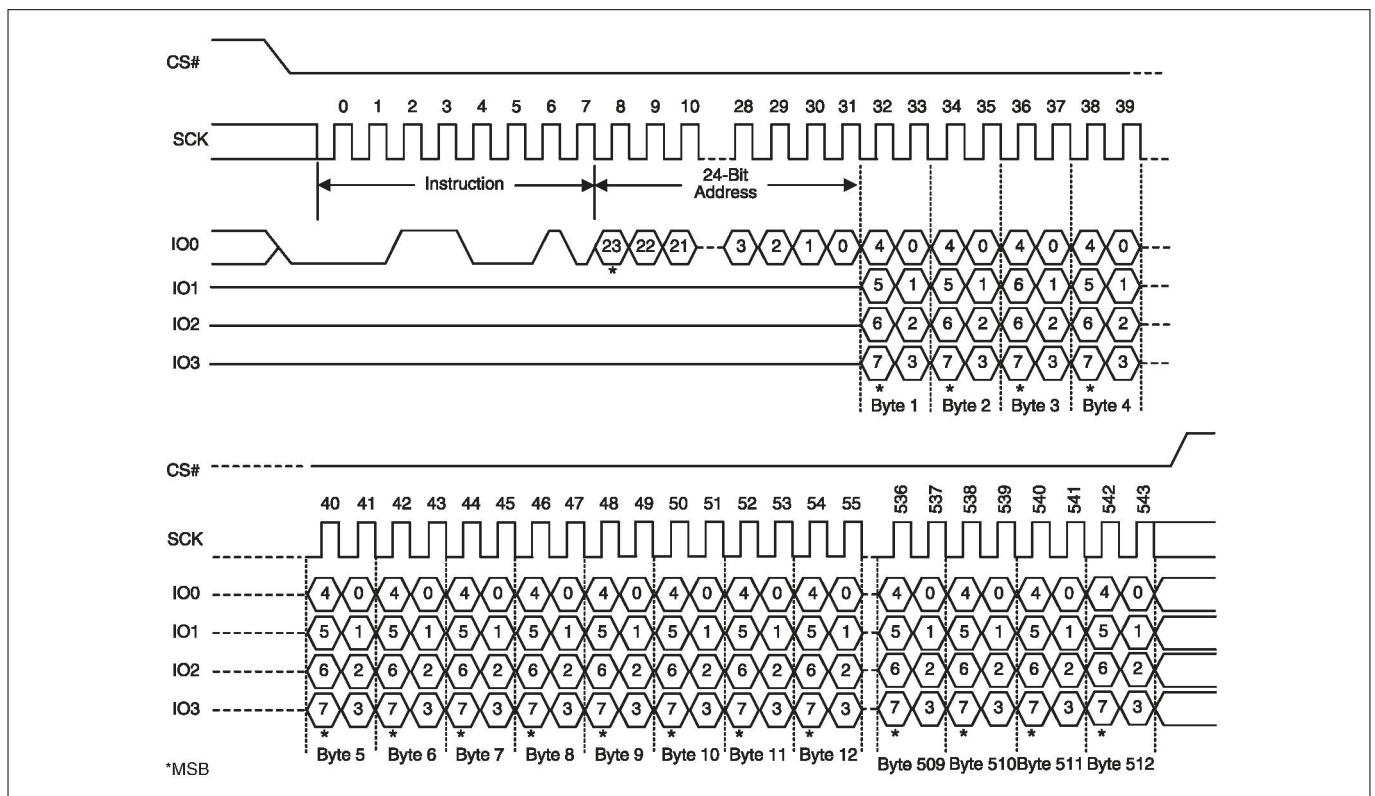 CS#
0 1 2 3 4 5 6 7 8 9 10 28 29 30 31 32 33 34 35 36 37 38 39
SCK
Instruction
24-Bit
Address
IO0 23 22 21 3 2 1 0 4 0 4 0 4 0 4 0
*
IO1 5 1 5 1 6 1 5 1
IO2 6 2 6 2 6 2 6 2
IO3 7 3 7 3 7 3 7 3
* * * *
Byte 1 Byte 2 Byte 3 Byte 4
CS#
40 41 42 43 44 45 46 47 48 49 50 51 52 53 54 55 536 537 538 539 540 541 542 543
SCK
IO0 4 0 4 0 4 0 4 0 4 0 4 0 4 0 4 0 4 0 4 0 4 0 4 0
IO1 5 1 5 1 5 1 5 1 5 1 5 1 5 1 5 1 5 1 5 1 5 1 5 1
IO2 6 2 6 2 6 2 6 2 6 2 6 2 6 2 6 2 6 2 6 2 6 2 6 2
IO3 7 3 7 3 7 3 7 3 7 3 7 3 7 3 7 3 7 3 7 3 7 3 7 3
* * * * * * * * * * * *
Byte 5 Byte 6 Byte 7 Byte 8 Byte 9 Byte 10 Byte 11 Byte 12 Byte 509 Byte 510 Byte 511 Byte 512
*MSB